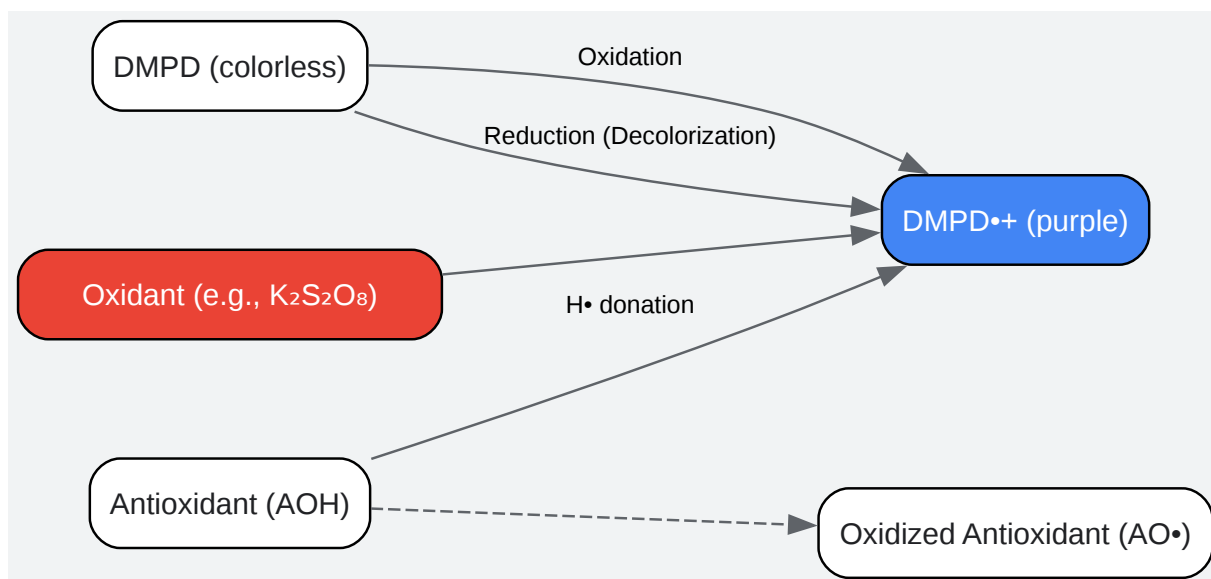 DMPD (colorless)
Oxidation
Reduction (Decolorization)
DMPD•+ (purple)
Oxidant (e.g., K₂S₂O₈)
H• donation
Antioxidant (AOH)
Oxidized Antioxidant (AO•)